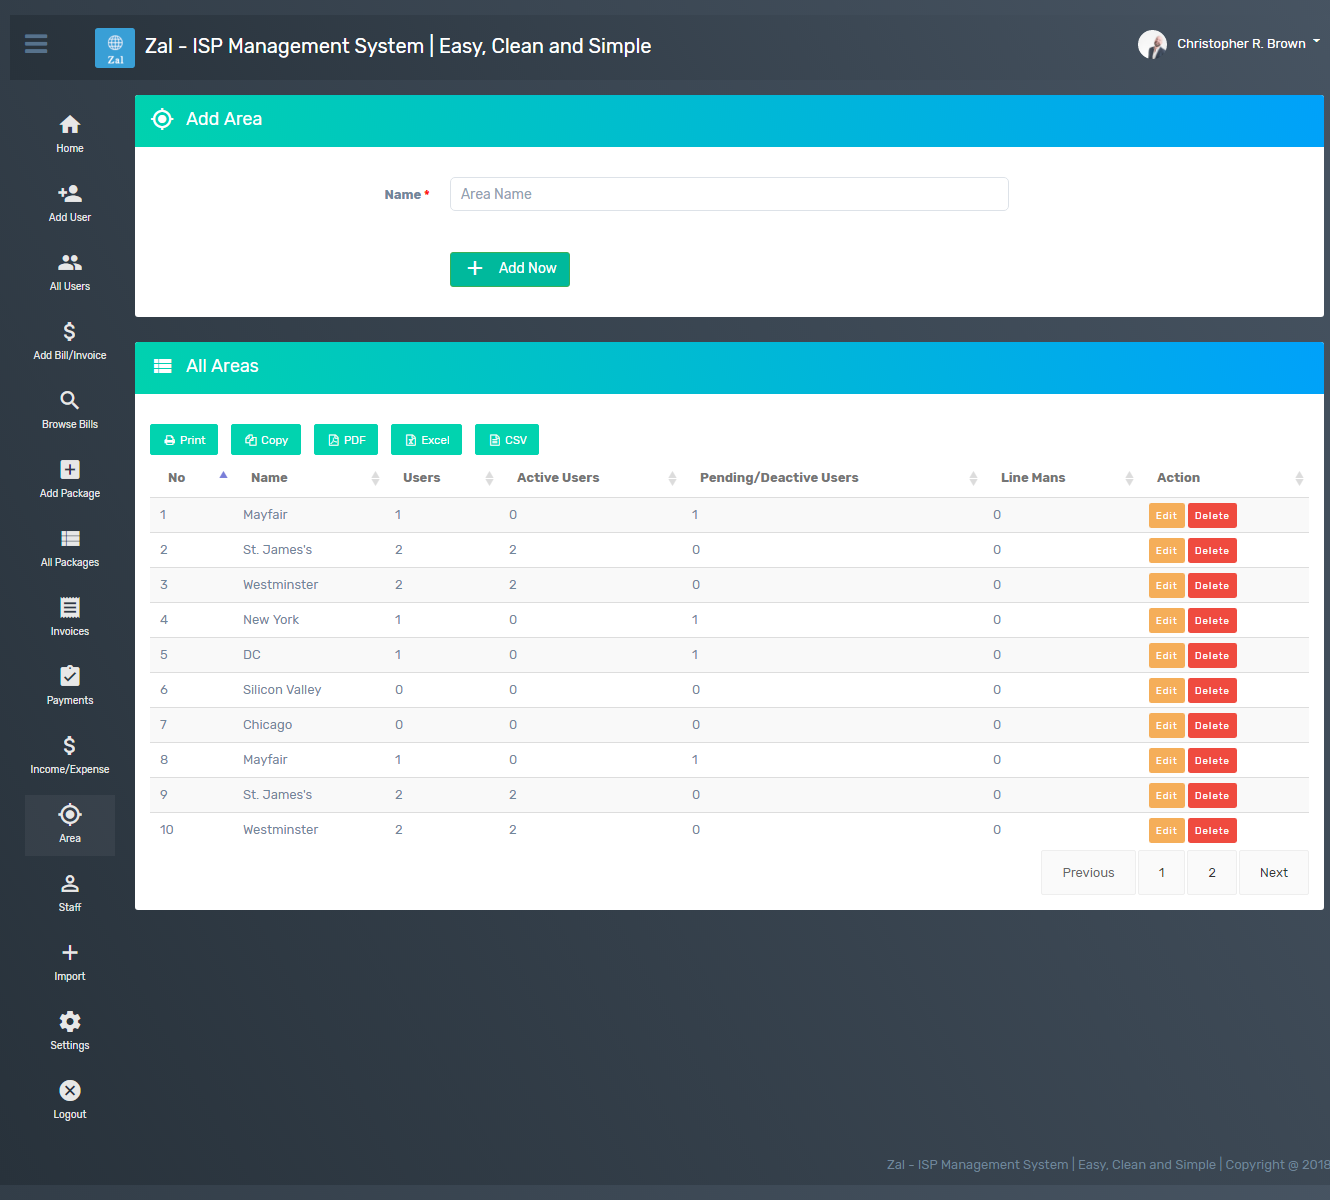 Zal
Zal - ISP Management System | Easy, Clean and Simple
Christopher R. Brown
Home
Add User
All Users
Add Bill/Invoice
Browse Bills
Add Package
All Packages
Invoices
Payments
Income/Expense
Area
Staff
Import
Settings
Logout
Add Area
Name *
Area Name
Add Now
All Areas
Print Copy PDF Excel CSV
No Name Users Active Users Pending/Deactive Users Line Mans Action
1 Mayfair 1 0 1 0 Edit Delete
2 St. James's 2 2 0 0 Edit Delete
3 Westminster 2 2 0 0 Edit Delete
4 New York 1 0 1 0 Edit Delete
5 DC 1 0 1 0 Edit Delete
6 Silicon Valley 0 0 0 0 Edit Delete
7 Chicago 0 0 0 0 Edit Delete
8 Mayfair 1 0 1 0 Edit Delete
9 St. James's 2 2 0 0 Edit Delete
10 Westminster 2 2 0 0 Edit Delete
Previous 1 2 Next
Zal - ISP Management System | Easy, Clean and Simple | Copyright @ 2018